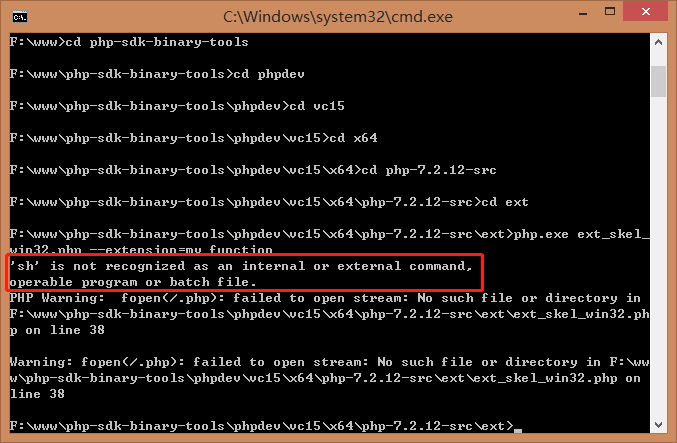 C:\Windows\system32\cmd.exe
F:\www>cd php-sdk-binary-tools
F:\www\php-sdk-binary-tools>cd phpdev
F:\www\php-sdk-binary-tools\phpdev>cd vc15
F:\www\php-sdk-binary-tools\phpdev\vc15>cd x64
F:\www\php-sdk-binary-tools\phpdev\vc15\x64>cd php-7.2.12-src
F:\www\php-sdk-binary-tools\phpdev\vc15\x64\php-7.2.12-src>cd ext
F:\www\php-sdk-binary-tools\phpdev\vc15\x64\php-7.2.12-src\ext>php.exe ext_skel_
win32.php --extension=my_function
'sh' is not recognized as an internal or external command,
operable program or batch file.
PHP Warning:  fopen(/.php): failed to open stream: No such file or directory in
F:\www\php-sdk-binary-tools\phpdev\vc15\x64\php-7.2.12-src\ext\ext_skel_win32.ph
p on line 38
Warning: fopen(/.php): failed to open stream: No such file or directory in F:\ww
w\php-sdk-binary-tools\phpdev\vc15\x64\php-7.2.12-src\ext\ext_skel_win32.php on
line 38
F:\www\php-sdk-binary-tools\phpdev\vc15\x64\php-7.2.12-src\ext>